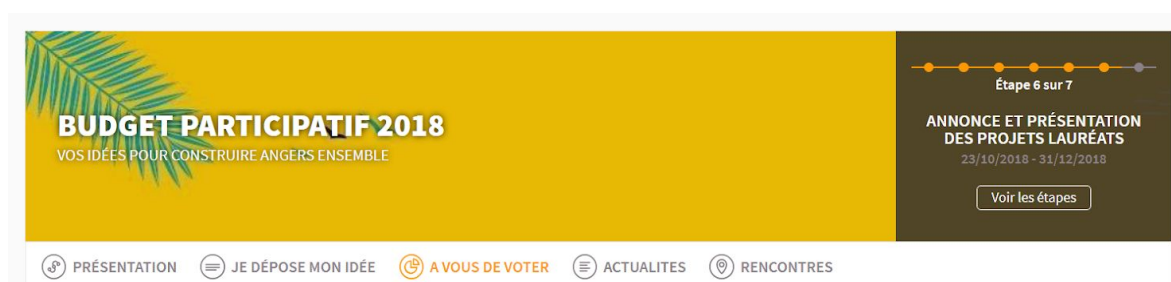 BUDGET PARTICIPATIF 2018
VOS IDÉES POUR CONSTRUIRE ANGERS ENSEMBLE
Étape 6 sur 7
ANNONCE ET PRÉSENTATION
DES PROJETS LAURÉATS
23/10/2018 - 31/12/2018
Voir les étapes
PRÉSENTATION JE DÉPOSE MON IDÉE A VOUS DE VOTER ACTUALITES RENCONTRES